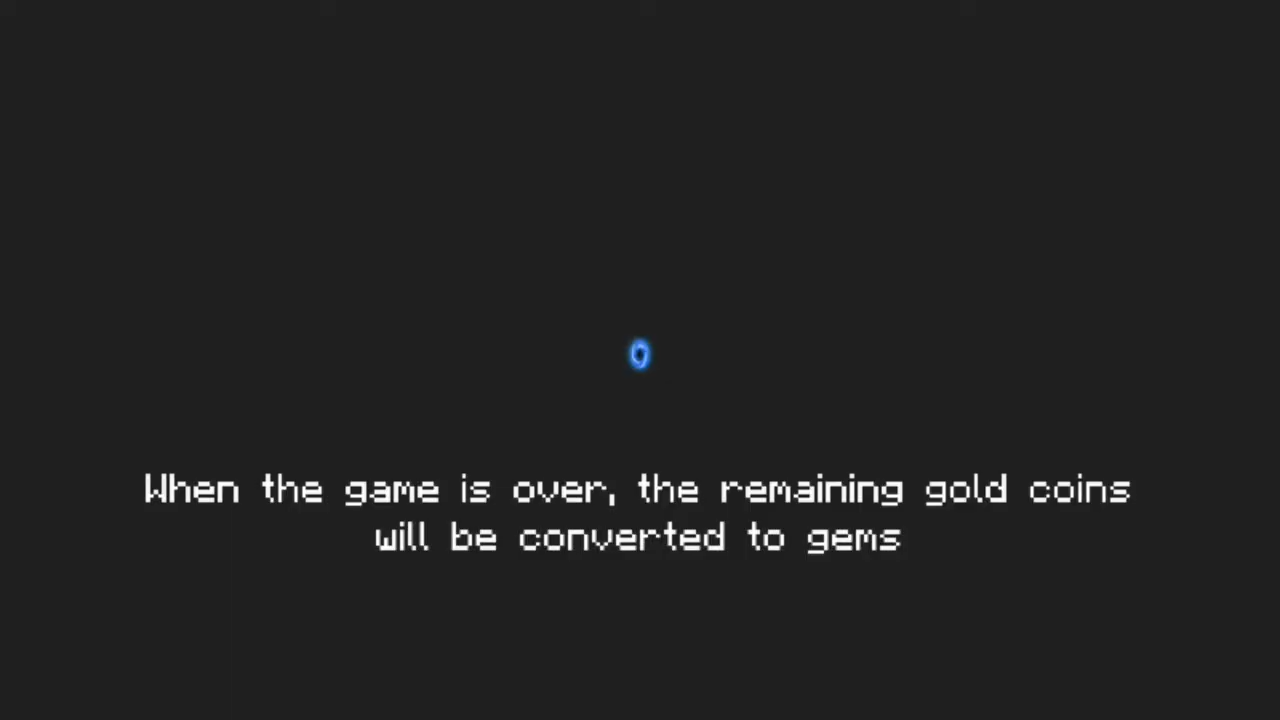 When the game is over, the remaining gold coins
will be converted to gems